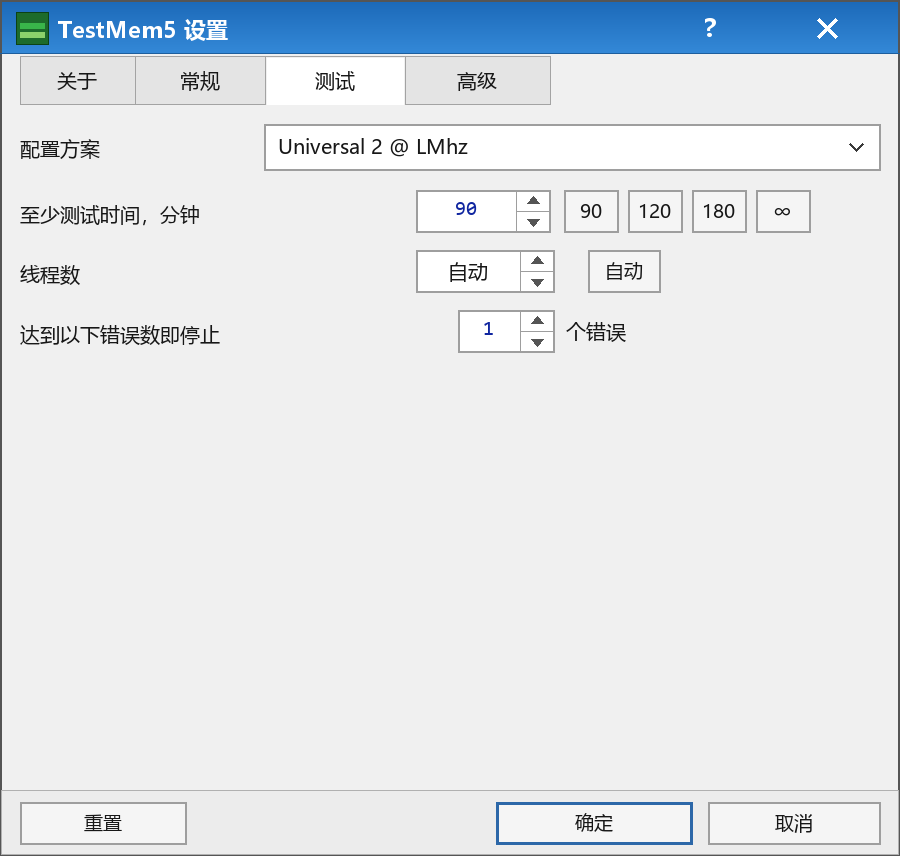 TestMem5 设置 ?
关于 常规 测试 高级
配置方案 Universal 2 @ LMhz
至少测试时间，分钟 90 90 120 180 ∞
线程数 自动 自动
达到以下错误数即停止 1 个错误
重置 确定 取消